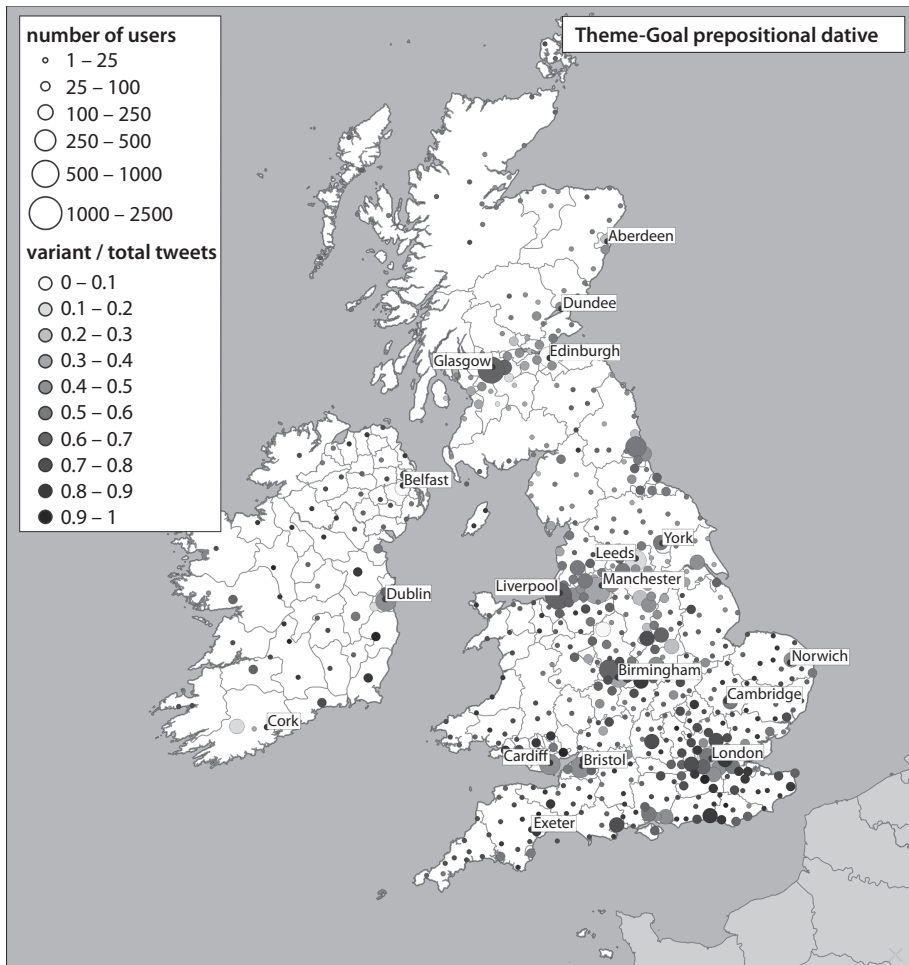 Theme-Goal prepositional dative
number of users
1 – 25
25 – 100
100 – 250
250 – 500
500 – 1000
1000 – 2500
variant / total tweets
0 – 0.1
0.1 – 0.2
0.2 – 0.3
0.3 – 0.4
0.4 – 0.5
0.5 – 0.6
0.6 – 0.7
0.7 – 0.8
0.8 – 0.9
0.9 – 1
Aberdeen
Dundee
Edinburgh
Glasgow
Belfast
York
Leeds
Manchester
Liverpool
Dublin
Norwich
Birmingham
Cambridge
Cork
London
Cardiff
Bristol
Exeter